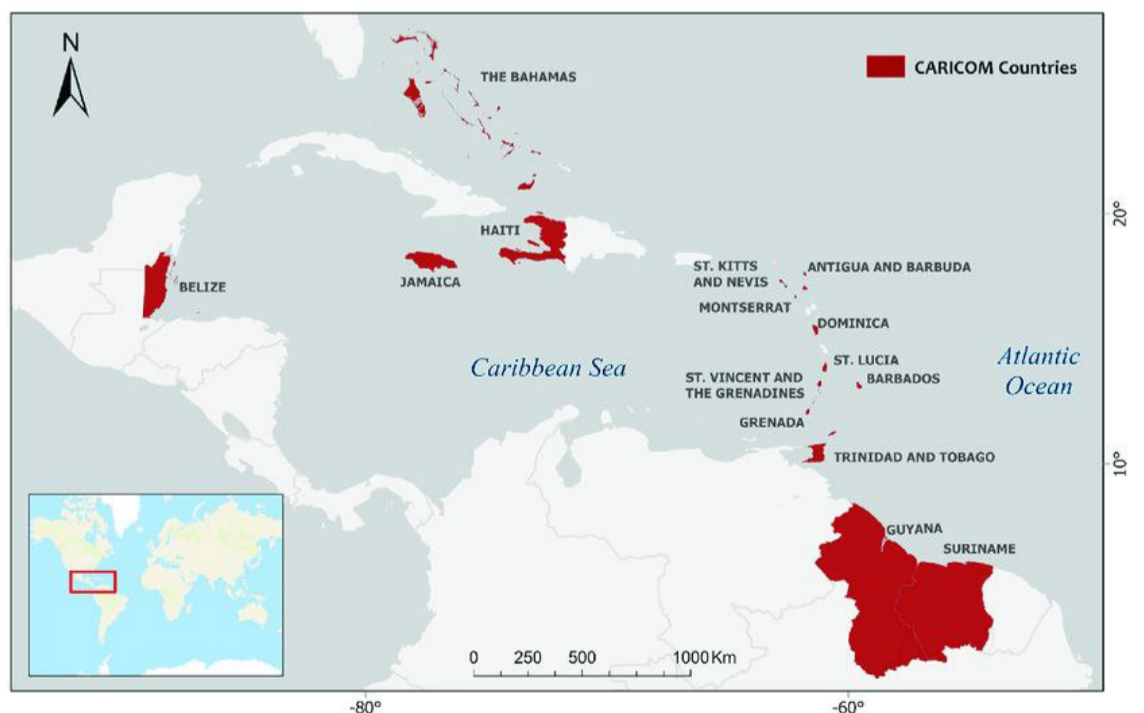 N
THE BAHAMAS
CARICOM Countries
20°
HAITI
JAMAICA
BELIZE
ST. KITTS
AND NEVIS
ANTIGUA AND BARBUDA
MONTSERRAT
DOMINICA
Caribbean Sea
ST. LUCIA
Atlantic
Ocean
ST. VINCENT AND
THE GRENADINES
BARBADOS
GRENADA
TRINIDAD AND TOBAGO
10°
GUYANA
SURINAME
0 250 500 1000 Km
-80° -60°